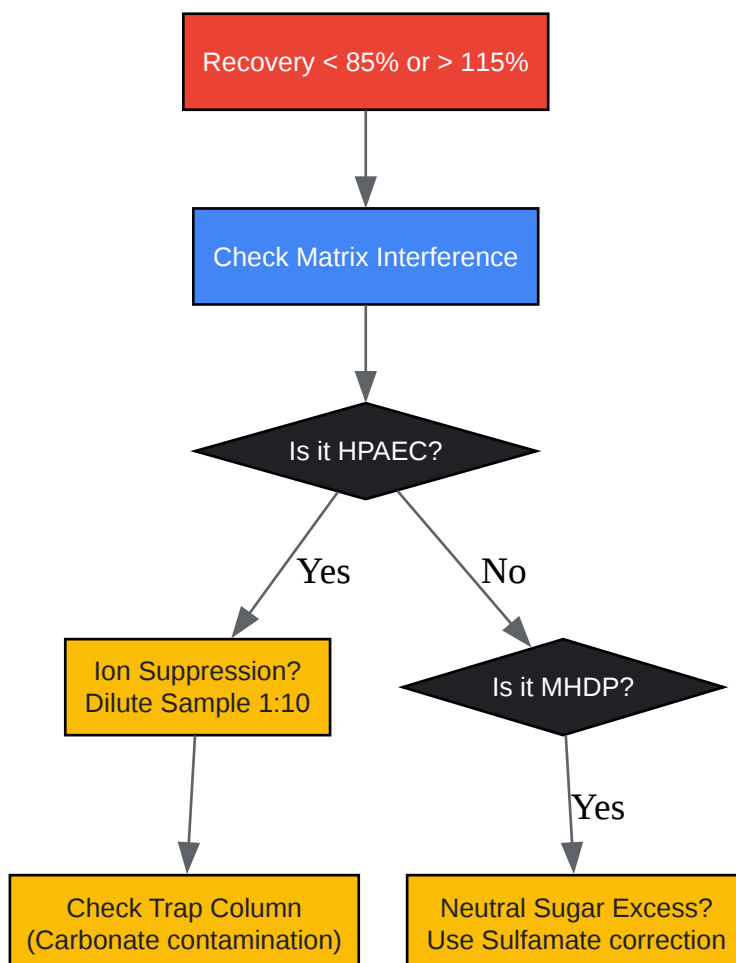 Recovery < 85% or > 115%
Check Matrix Interference
Is it HPAEC?
Yes
No
Ion Suppression?
Dilute Sample 1:10
Is it MHDP?
Yes
Check Trap Column
(Carbonate contamination)
Neutral Sugar Excess?
Use Sulfamate correction